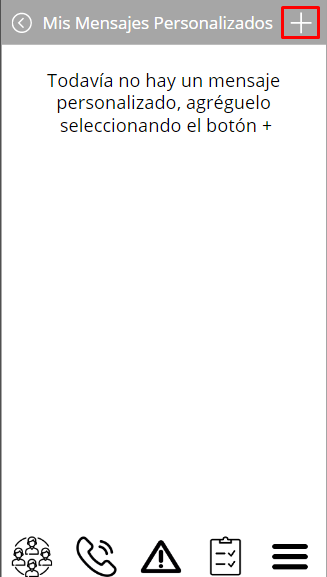 Mis Mensajes Personalizados
Todavía no hay un mensaje
personalizado, agréguelo
seleccionando el botón +